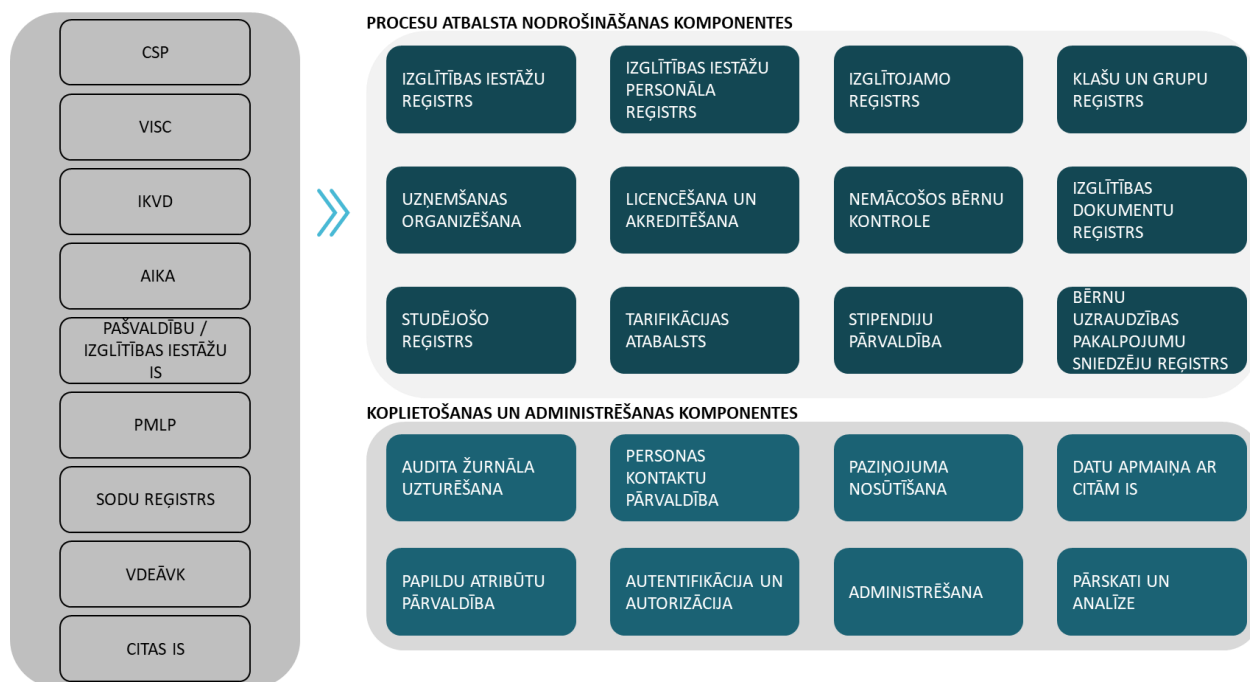 CSP
VISC
IKVD
AIKA
PAŠVALDĪBU /
IZGLĪTĪBAS IESTĀŽU
IS
PMLP
SODU REĢISTRS
VDEĀVK
CITAS IS
PROCESU ATBALSTA NODROŠINĀŠANAS KOMPONENTES
IZGLĪTĪBAS IESTĀŽU
REĢISTRS
IZGLĪTĪBAS IESTĀŽU
PERSONĀLA
REĢISTRS
IZGLĪTOJAMO
REĢISTRS
KLAŠU UN GRUPU
REĢISTRS
UZŅEMŠANAS
ORGANIZĒŠANA
LICENCĒŠANA UN
AKREDITĒŠANA
NEMĀCOŠOS BĒRNU
KONTROLE
IZGLĪTĪBAS
DOKUMENTU
REĢISTRS
STUDĒJOŠO
REĢISTRS
TARIFIKĀCIJAS
ATABALSTS
STIPENDIJU
PĀRVALDĪBA
BĒRNU
UZRAUDZĪBAS
PAKALPOJUMU
SNIEDZĒJU REĢISTRS
KOPLIETOŠANAS UN ADMINISTRĒŠANAS KOMPONENTES
AUDITA ŽURNĀLA
UZTURĒŠANA
PERSONAS
KONTAKTU
PĀRVALDĪBA
PAZIŅOJUMA
NOSŪTĪŠANA
DATU APMAIŅA AR
CITĀM IS
PAPILDU ATRIBŪTU
PĀRVALDĪBA
AUTENTIFIKĀCIJA UN
AUTORIZĀCIJA
ADMINISTRĒŠANA
PĀRSKATI UN
ANALĪZE